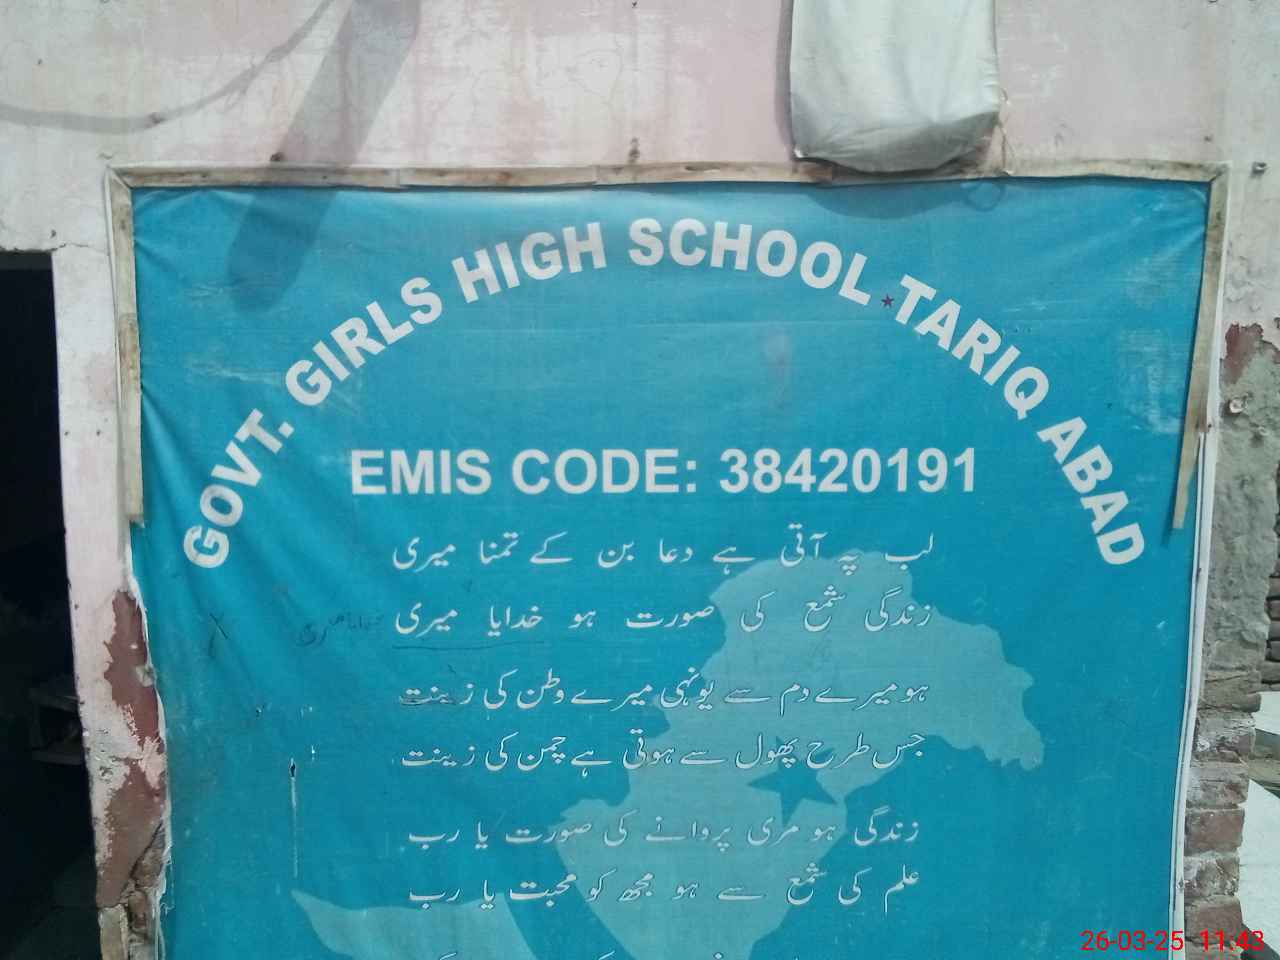 GOVT. GIRLS HIGH SCHOOL TARIQ ABAD
EMIS CODE: 38420191
لب پہ آتی ہے دعا بن کے تمنا میری
زندگی شمع کی صورت ہو خدایا میری
ہو میرے دم سے یونہی میرے وطن کی زینت
جس طرح پھول سے ہوتی ہے چمن کی زینت
زندگی ہو مری پروانے کی صورت یا رب
علم کی شمع سے ہو مجھ کو محبت یا رب
26-03-25 11:43